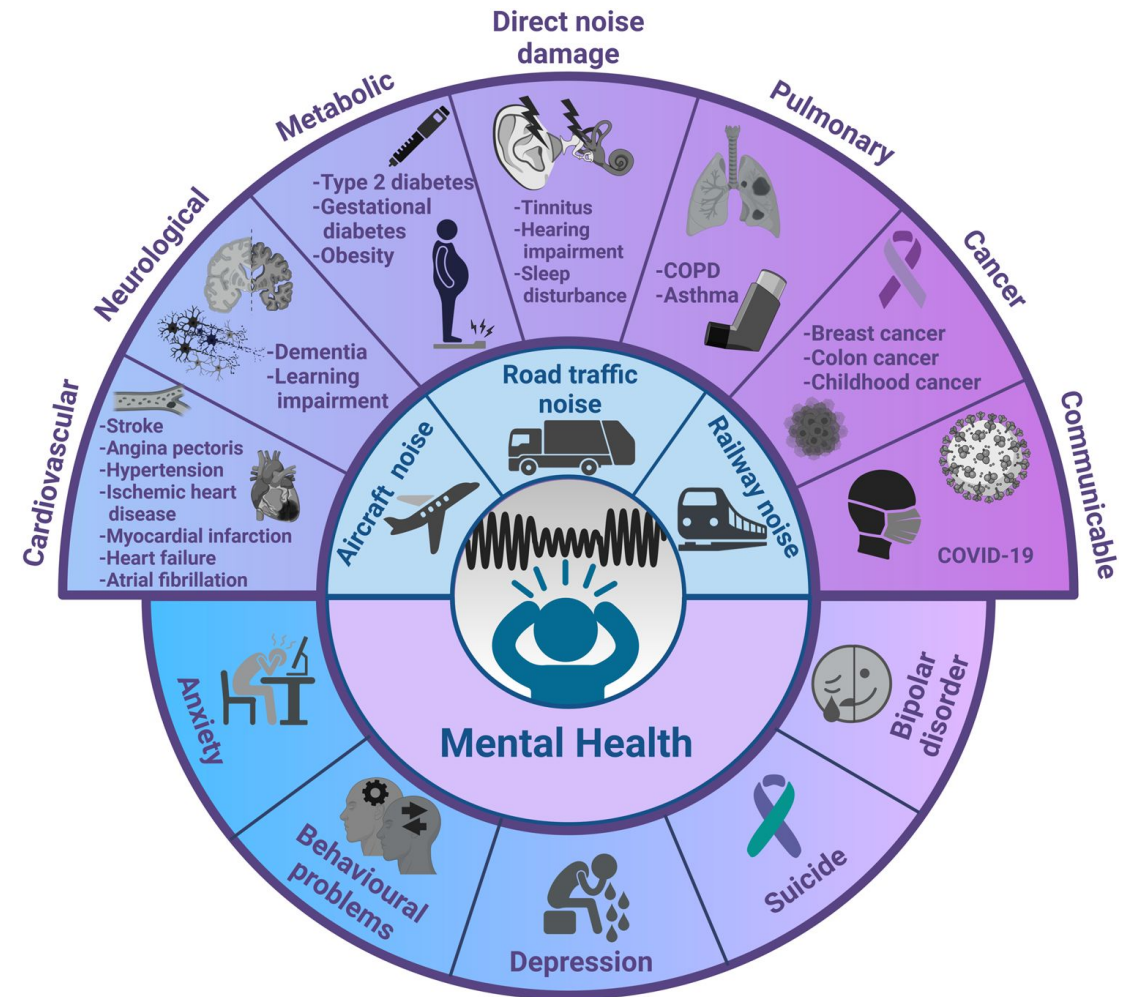 Direct noise
damage
Metabolic
Pulmonary
Neurological
Cancer
Cardiovascular
Communicable
-Type 2 diabetes
-Gestational
diabetes
-Obesity
-Tinnitus
-Hearing
impairment
-Sleep
disturbance
-COPD
-Asthma
-Breast cancer
-Colon cancer
-Childhood cancer
-Dementia
-Learning
impairment
-Stroke
-Angina pectoris
-Hypertension
-Ischemic heart
disease
-Myocardial infarction
-Heart failure
-Atrial fibrillation
COVID-19
Road traffic
noise
Aircraft noise
Railway noise
Mental Health
Anxiety
Behavioural
problems
Depression
Suicide
Bipolar
disorder